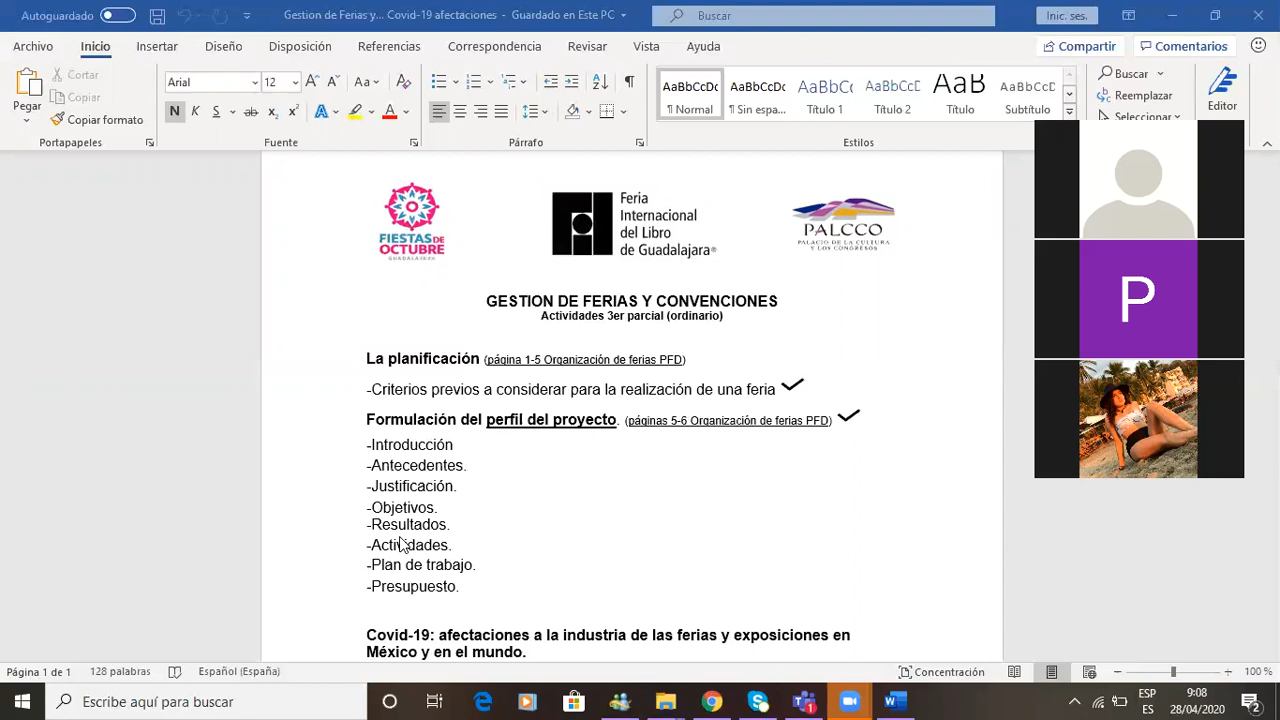 Autoguardado
Gestion de Ferias y ... Covid-19 afectaciones - Guardado en Este PC
Buscar
Inic. ses.
Archivo Inicio Insertar Diseño Disposición Referencias Correspondencia Revisar Vista Ayuda
Compartir Comentarios
Pegar
Cortar
Copiar
Copiar formato
Portapapeles
Arial 12
N K S ab x₂ x²
Fuente
Párrafo
AaBbCcDc AaBbCcDc AaBbC AaBbCcD AaB AaBbCcD
¶ Normal ¶ Sin espa... Título 1 Título 2 Título Subtítulo
Estilos
Buscar
Reemplazar
Seleccionar
Editor
FIESTAS DE
OCTUBRE
GUADALAJARA
Feria
Internacional
del Libro
de Guadalajara®
PALCCO
PALACIO DE LA CULTURA
Y LOS CONGRESOS
GESTION DE FERIAS Y CONVENCIONES
Actividades 3er parcial (ordinario)
La planificación (página 1-5 Organización de ferias PFD)
-Criterios previos a considerar para la realización de una feria
Formulación del perfil del proyecto. (páginas 5-6 Organización de ferias PFD)
-Introducción
-Antecedentes.
-Justificación.
-Objetivos.
-Resultados.
-Actividades.
-Plan de trabajo.
-Presupuesto.
Covid-19: afectaciones a la industria de las ferias y exposiciones en
México y en el mundo.
P
Página 1 de 1 128 palabras Español (España)
Concentración
100 %
Escribe aquí para buscar
ESP
ES
9:08
28/04/2020
2